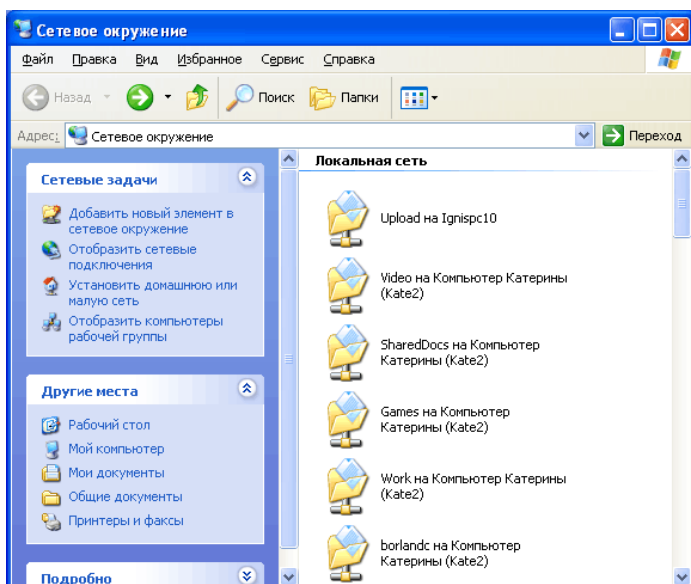 Сетевое окружение
Файл Правка Вид Избранное Сервис Справка
Назад Поиск Папки
Адрес: Сетевое окружение Переход
Сетевые задачи
Добавить новый элемент в
сетевое окружение
Отобразить сетевые
подключения
Установить домашнюю или
малую сеть
Отобразить компьютеры
рабочей группы
Другие места
Рабочий стол
Мой компьютер
Мои документы
Общие документы
Принтеры и факсы
Подробно
Локальная сеть
Upload на Ignispc10
Video на Компьютер Катерины
(Kate2)
SharedDocs на Компьютер
Катерины (Kate2)
Games на Компьютер
Катерины (Kate2)
Work на Компьютер Катерины
(Kate2)
borlandc на Компьютер
Катерины (Kate2)